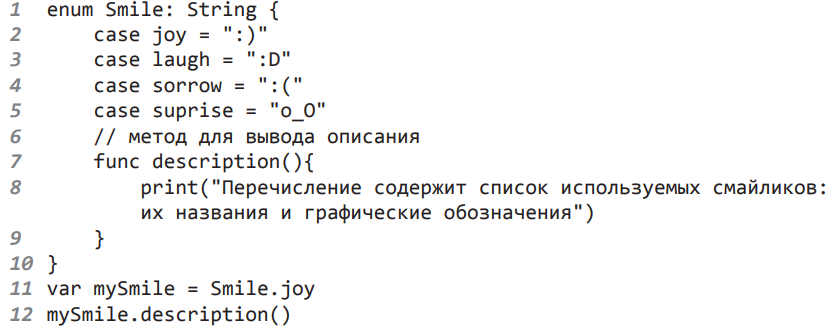 1 enum Smile: String {
2     case joy = ":)"
3     case laugh = ":D"
4     case sorrow = ":("
5     case suprise = "o_O"
6     // метод для вывода описания
7     func description(){
8         print("Перечисление содержит список используемых смайликов:
        их названия и графические обозначения")
9     }
10 }
11 var mySmile = Smile.joy
12 mySmile.description()